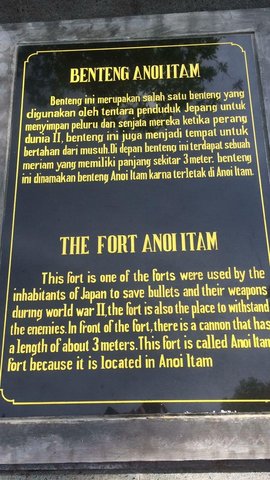 BENTENG ANOI ITAM
Benteng ini merupakan salah satu benteng yang
digunakan oleh tentara penduduk Jepang untuk
menyimpan peluru dan senjata mereka ketika perang
dunia II, benteng ini juga menjadi tempat untuk
bertahan dari musuh.Di depan benteng ini terdapat sebuah
meriam yang memiliki panjang sekitar 3 meter. benteng
ini dinamakan benteng Anoi Itam karna terletak di Anoi Itam.
THE FORT ANOI ITAM
This fort is one of the forts were used by the
inhabitants of Japan to save bullets and their weapons
during world war II, the fort is also the place to withstand
the enemies. In front of the fort, there is a cannon that has
a length of about 3 meters. This fort is called Anoi Itam
fort because it is located in Anoi Itam